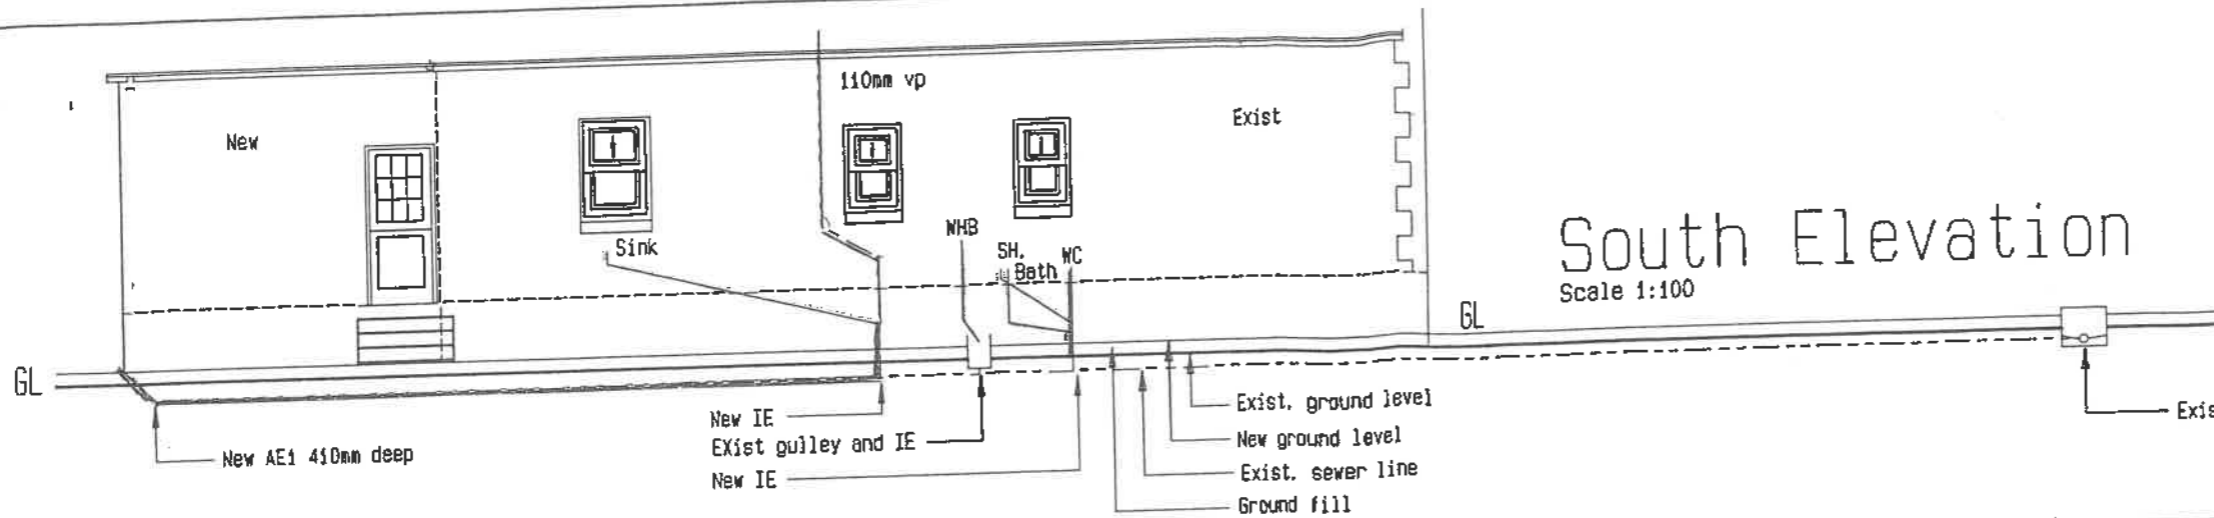 110mm vp
New
Exist
Sink
WHB
SH.
Bath
WC
South Elevation
Scale 1:100
GL
GL
New AE1 410mm deep
New IE
EXist gulley and IE
New IE
Exist. ground level
New ground level
Exist. sewer line
Ground fill
Exis